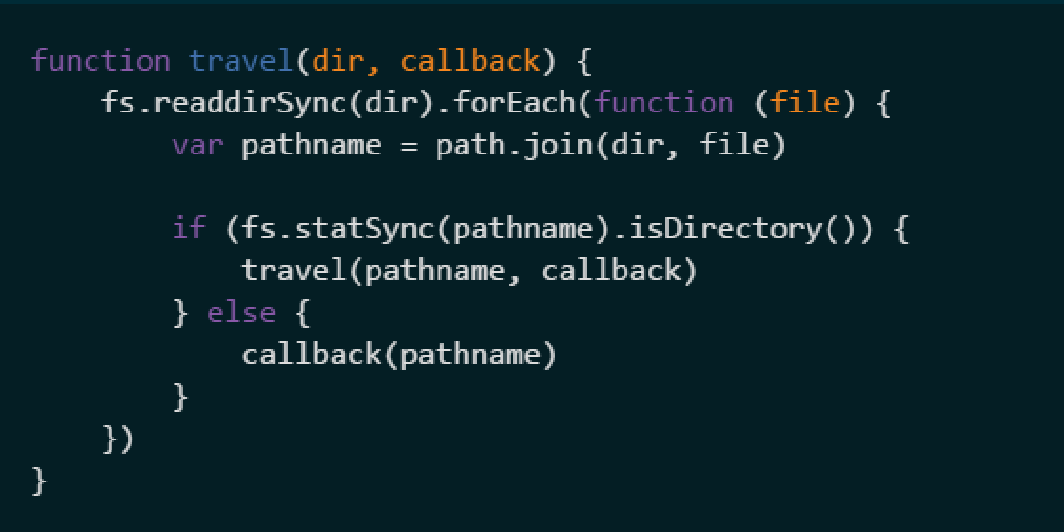 function travel(dir, callback) {
    fs.readdirSync(dir).forEach(function (file) {
        var pathname = path.join(dir, file)

        if (fs.statSync(pathname).isDirectory()) {
            travel(pathname, callback)
        } else {
            callback(pathname)
        }
    })
}